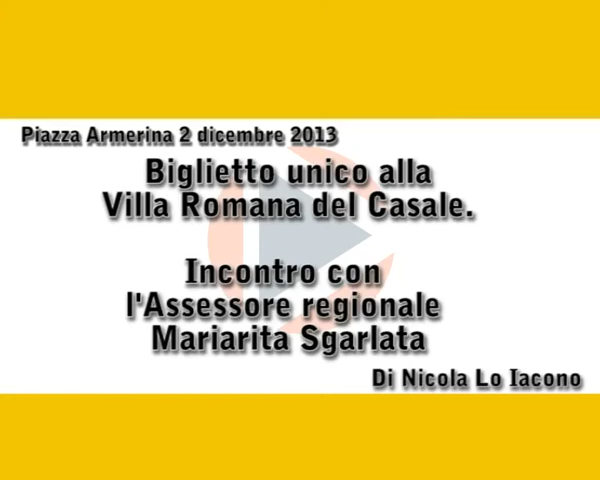 Piazza Armerina 2 dicembre 2013
Biglietto unico alla
Villa Romana del Casale.
Incontro con
l'Assessore regionale
Mariarita Sgarlata
Di Nicola Lo Iacono